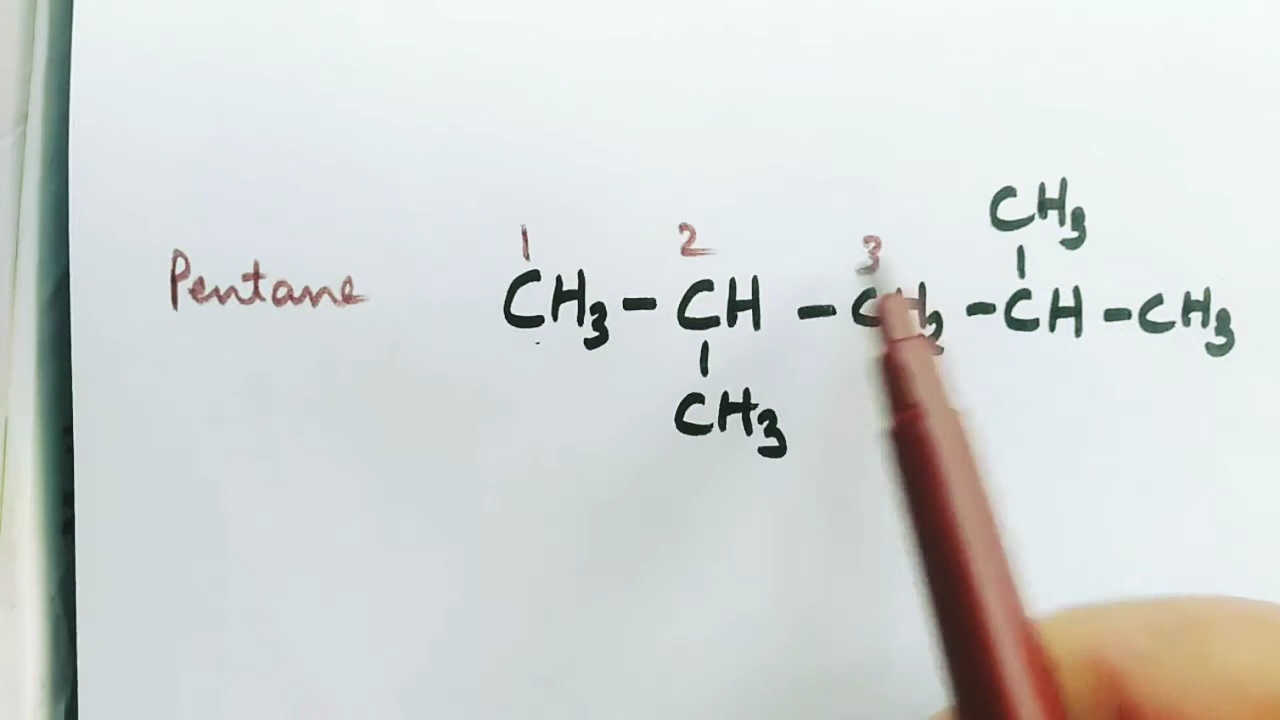 CH₃
1 2 3
Pentane CH₃ - CH - CH₂ - CH - CH₃
CH₃